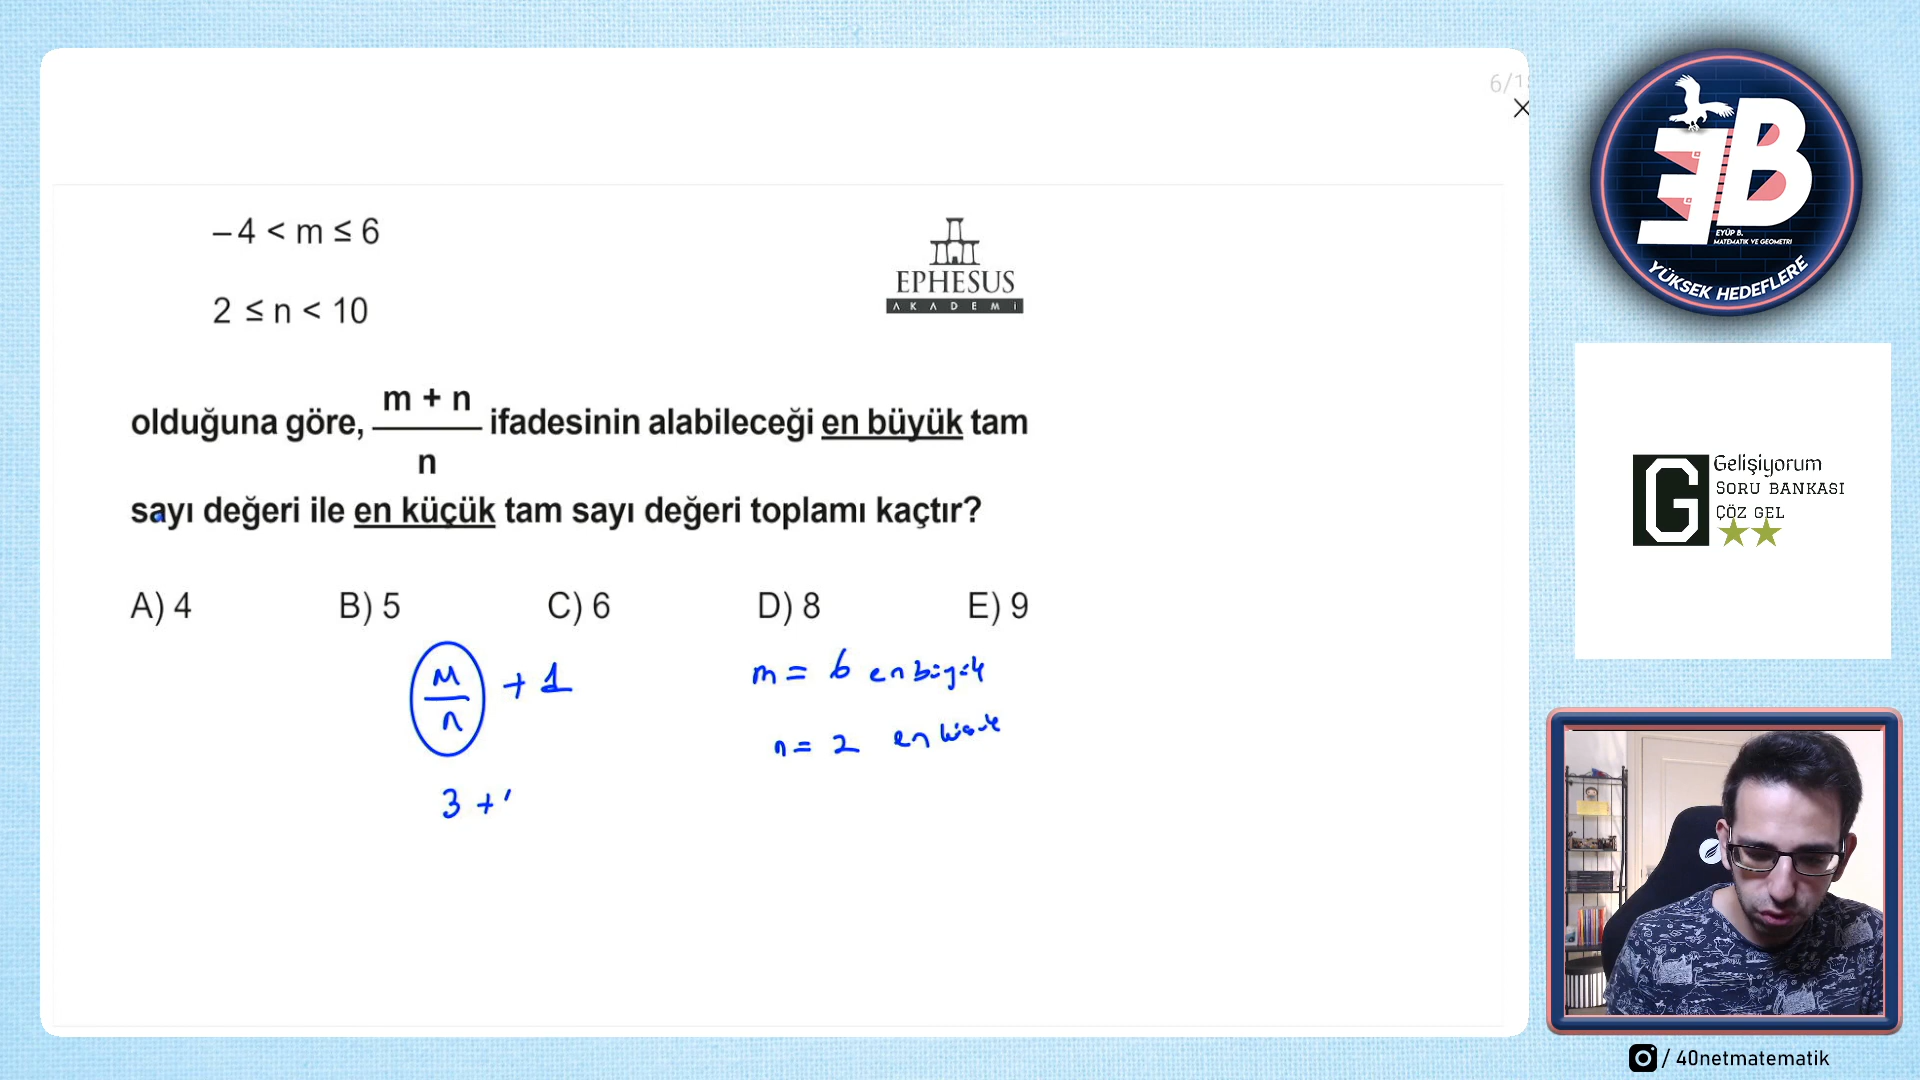 6/1
– 4 < m ≤ 6
2 ≤ n < 10
EPHESUS
AKADEMİ
olduğuna göre, m + n / n ifadesinin alabileceği en büyük tam
sayı değeri ile en küçük tam sayı değeri toplamı kaçtır?
A) 4 B) 5 C) 6 D) 8 E) 9
m/n + 1
m = 6 en büyük
n = 2 en küçük
3 +
EB
EYÜP B.
MATEMATİK VE GEOMETRİ
YÜKSEK HEDEFLERE
G
Gelişiyorum
SORU BANKASI
ÇÖZ GEL
/ 40netmatematik